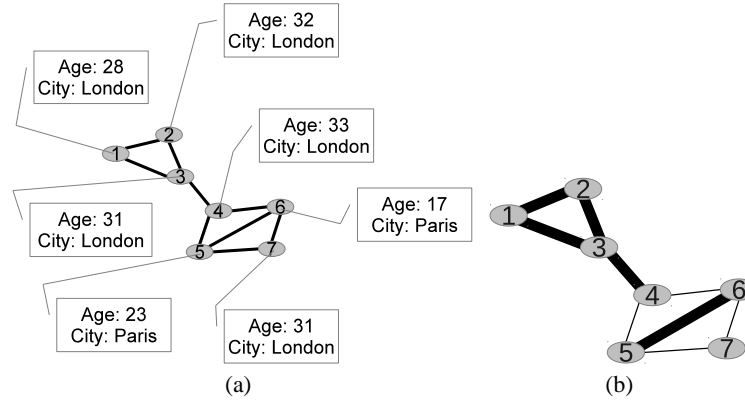 Age: 32
City: London
Age: 28
City: London
Age: 33
City: London
Age: 31
City: London
Age: 17
City: Paris
Age: 23
City: Paris
Age: 31
City: London
1
2
3
4
5
6
7
(a)
1
2
3
4
5
6
7
(b)